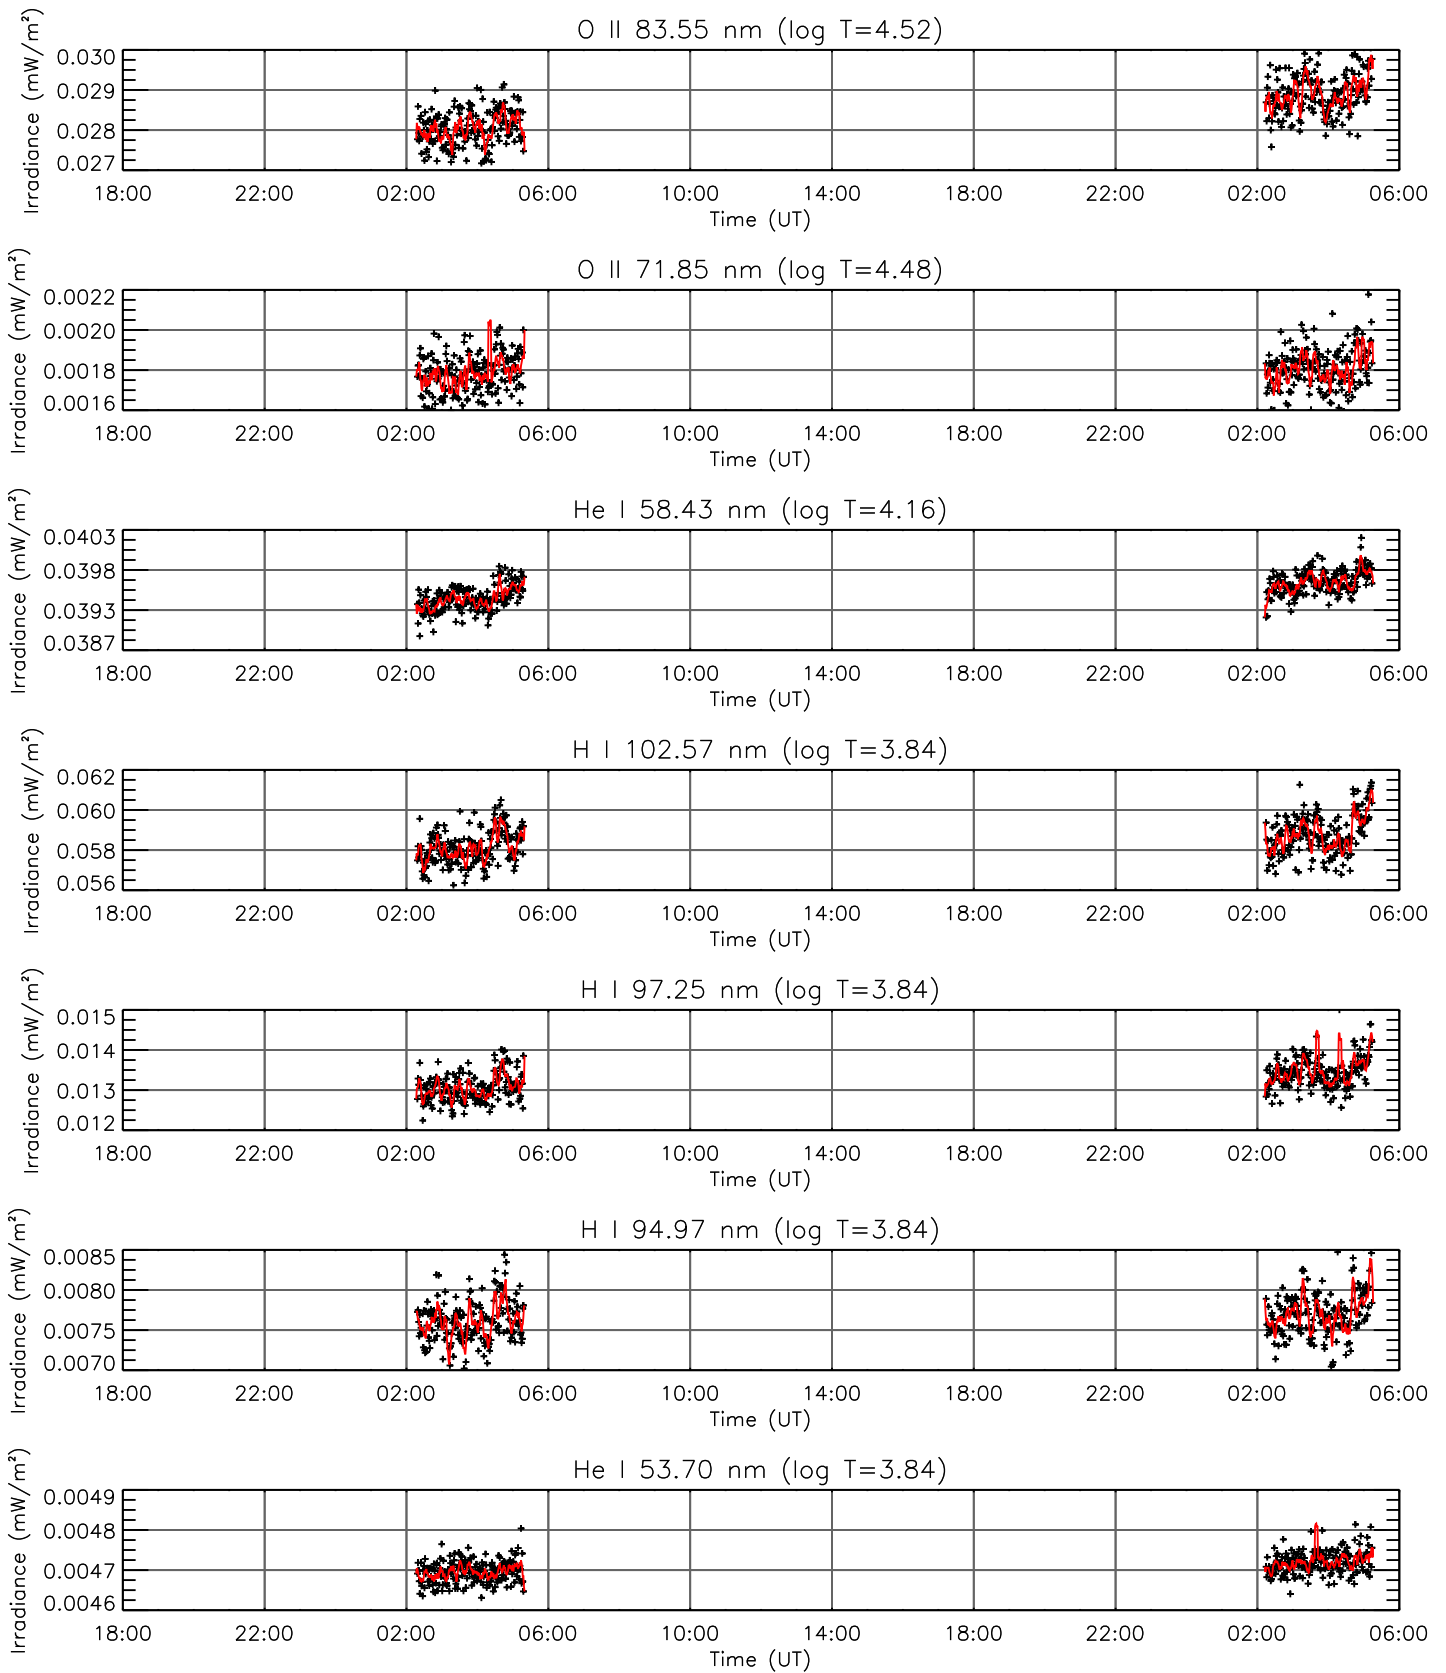 O II 83.55 nm (log T=4.52)
Irradiance (mW/m²)
0.030
0.029
0.028
0.027
18:00 22:00 02:00 06:00 10:00 14:00 18:00 22:00 02:00 06:00
Time (UT)
O II 71.85 nm (log T=4.48)
Irradiance (mW/m²)
0.0022
0.0020
0.0018
0.0016
18:00 22:00 02:00 06:00 10:00 14:00 18:00 22:00 02:00 06:00
Time (UT)
He I 58.43 nm (log T=4.16)
Irradiance (mW/m²)
0.0403
0.0398
0.0393
0.0387
18:00 22:00 02:00 06:00 10:00 14:00 18:00 22:00 02:00 06:00
Time (UT)
H I 102.57 nm (log T=3.84)
Irradiance (mW/m²)
0.062
0.060
0.058
0.056
18:00 22:00 02:00 06:00 10:00 14:00 18:00 22:00 02:00 06:00
Time (UT)
H I 97.25 nm (log T=3.84)
Irradiance (mW/m²)
0.015
0.014
0.013
0.012
18:00 22:00 02:00 06:00 10:00 14:00 18:00 22:00 02:00 06:00
Time (UT)
H I 94.97 nm (log T=3.84)
Irradiance (mW/m²)
0.0085
0.0080
0.0075
0.0070
18:00 22:00 02:00 06:00 10:00 14:00 18:00 22:00 02:00 06:00
Time (UT)
He I 53.70 nm (log T=3.84)
Irradiance (mW/m²)
0.0049
0.0048
0.0047
0.0046
18:00 22:00 02:00 06:00 10:00 14:00 18:00 22:00 02:00 06:00
Time (UT)